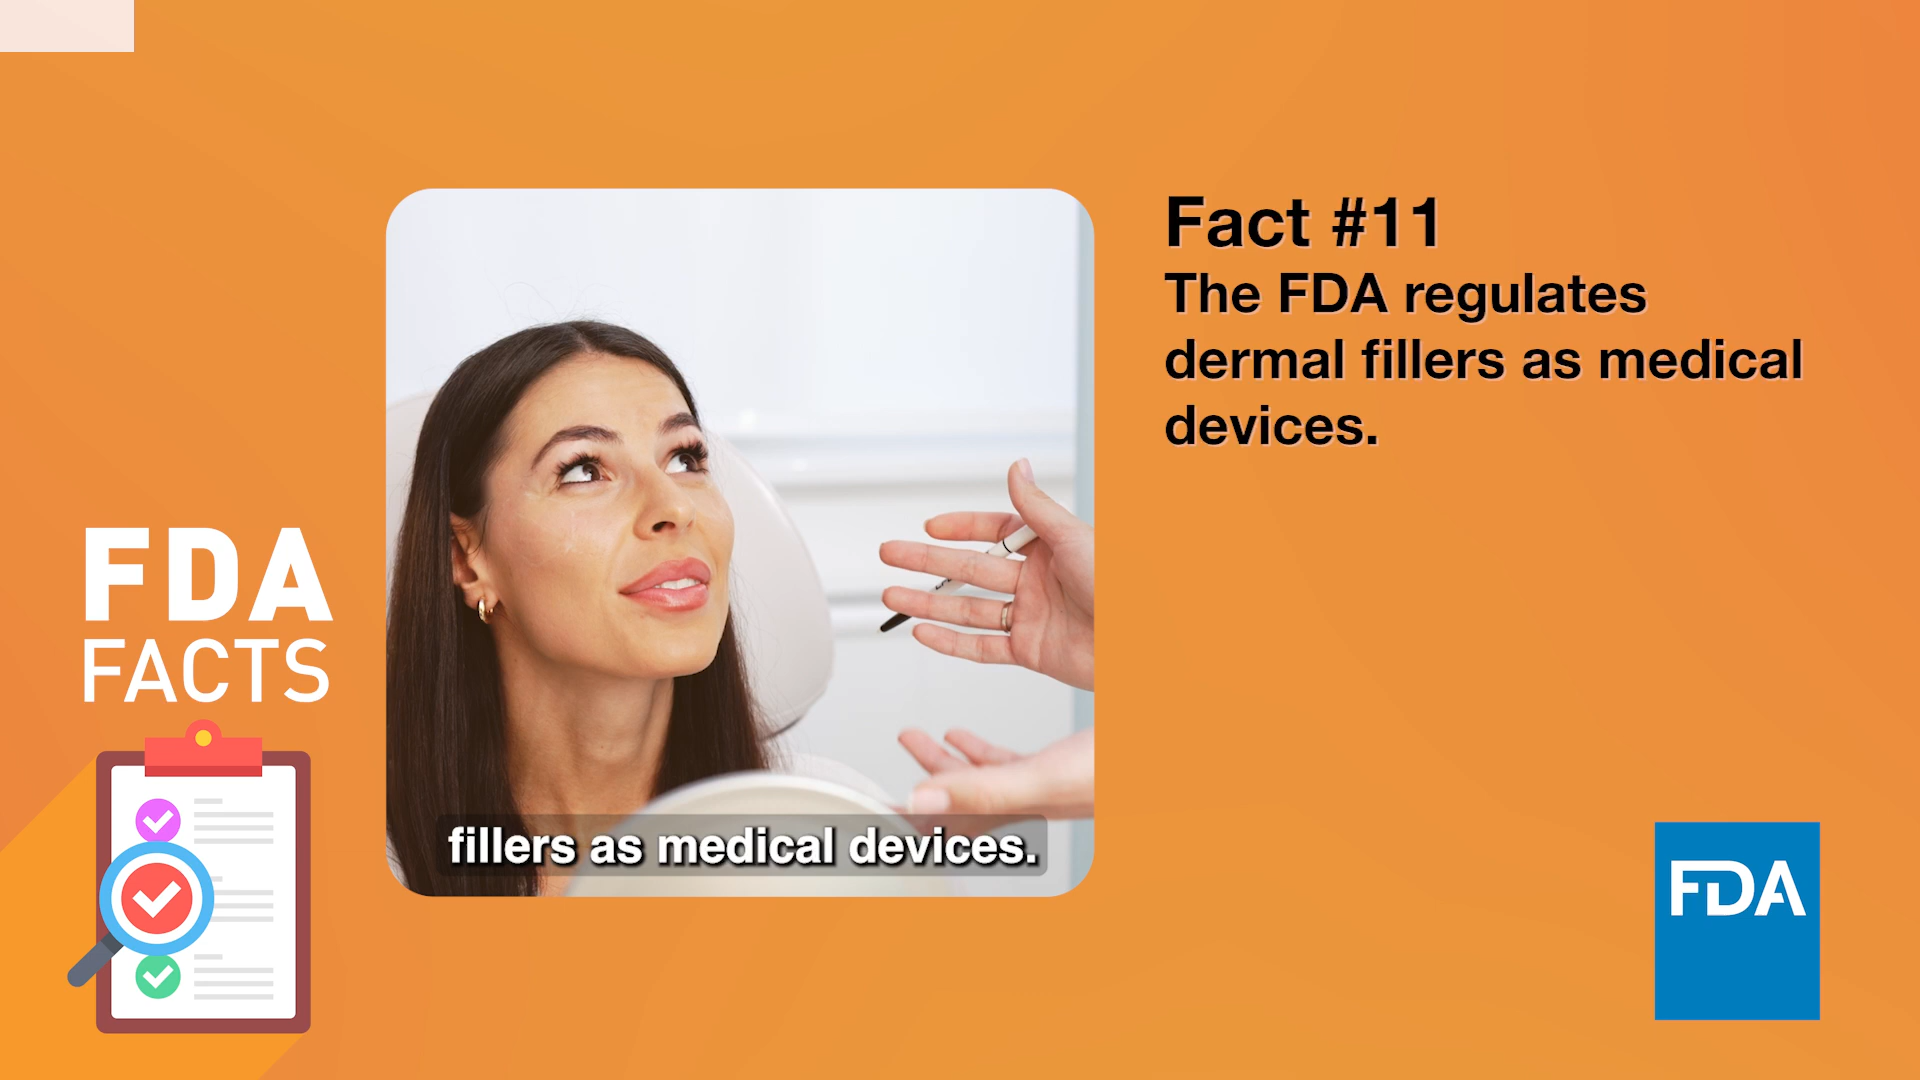 FDA
FACTS
fillers as medical devices.
Fact #11
The FDA regulates
dermal fillers as medical
devices.
FDA